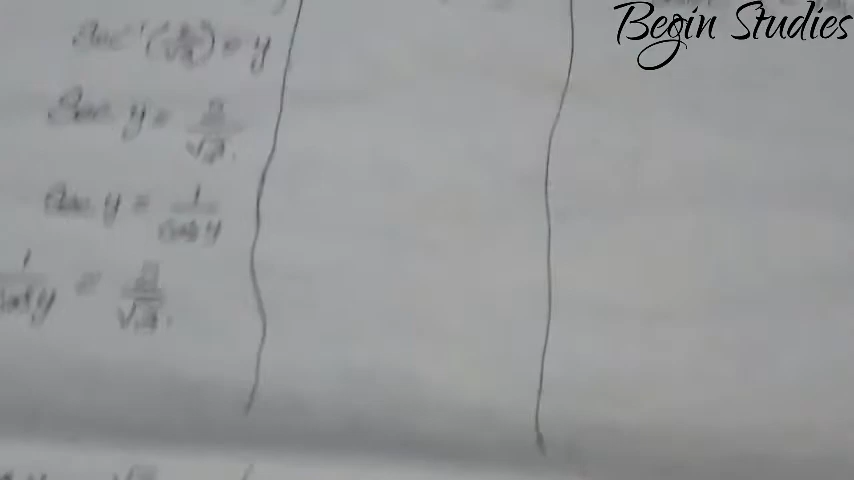 Begin Studies
Sec⁻¹(2/√3) = y
Sec y = 2/√3.
Sec y = 1/Cos y
1/Cos y = 2/√3.